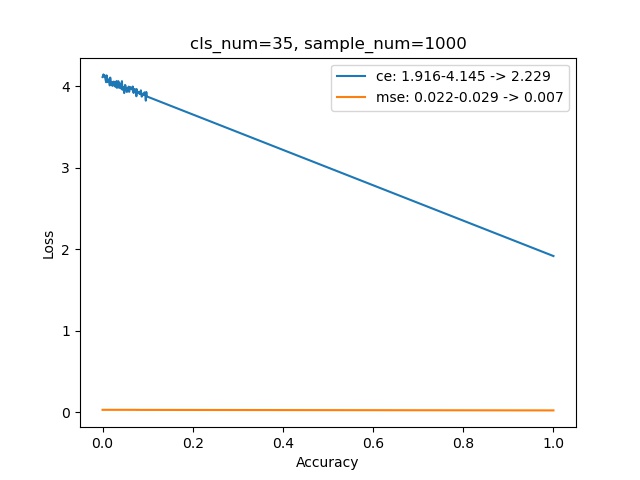 cls_num=35, sample_num=1000
ce: 1.916-4.145 -> 2.229
mse: 0.022-0.029 -> 0.007
Loss
4
3
2
1
0
0.0 0.2 0.4 0.6 0.8 1.0
Accuracy